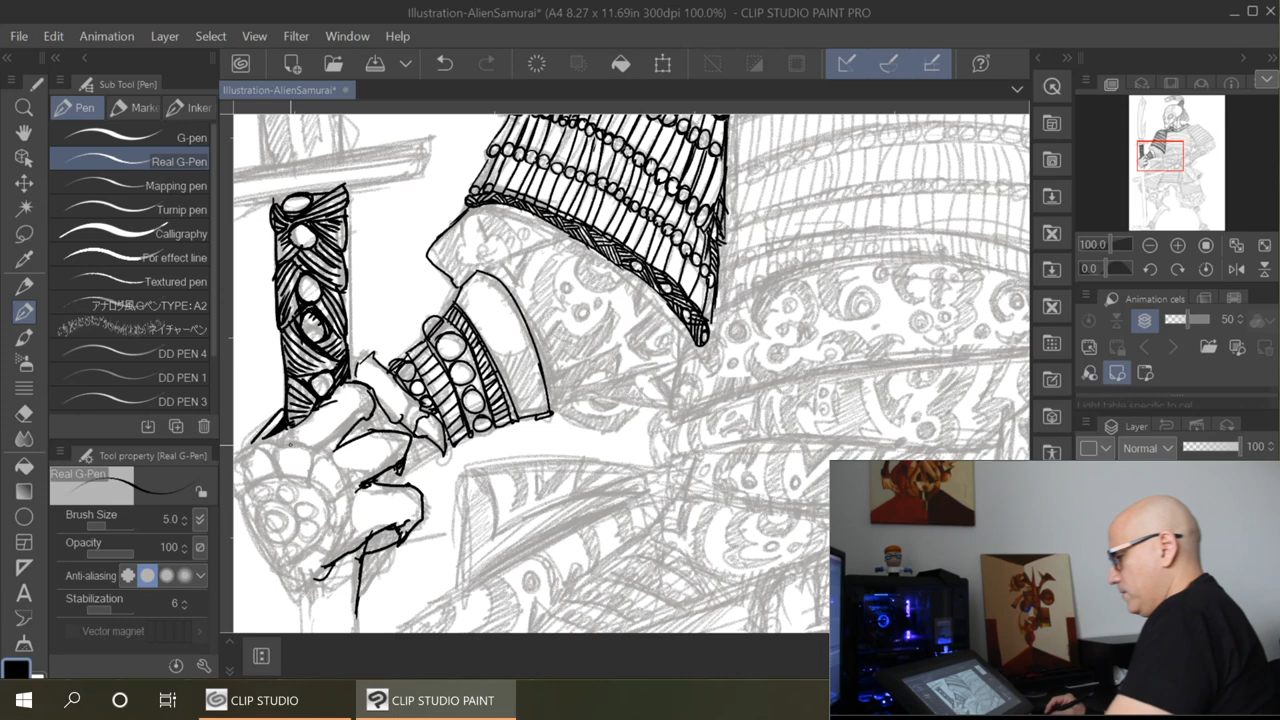 Illustration-AlienSamurai* (A4 8.27 x 11.69in 300dpi 100.0%) - CLIP STUDIO PAINT PRO
File Edit Animation Layer Select View Filter Window Help
Sub Tool [Pen]
Illustration-AlienSamurai*
Pen Marke Inker
G-pen
Real G-Pen
Mapping pen
Turnip pen
Calligraphy
For effect line
Textured pen
アナログ風GペンTYPE：A2
DD PEN 4
DD PEN 1
DD PEN 3
Tool property [Real G-Pen]
Real G-Pen
Brush Size 5.0
Opacity 100
Anti-aliasing
Stabilization 6
Vector magnet
100.0
0.0
Animation cels
50
Light table specific to cel
Layer
Normal 100
CLIP STUDIO
CLIP STUDIO PAINT